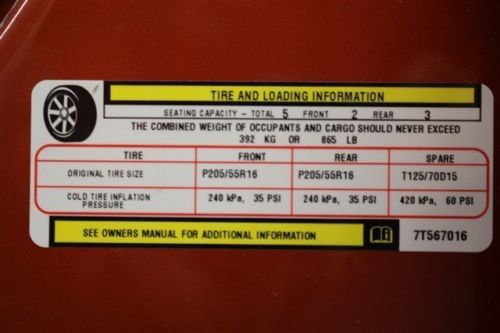 TIRE AND LOADING INFORMATION
SEATING CAPACITY - TOTAL 5 FRONT 2 REAR 3
THE COMBINED WEIGHT OF OCCUPANTS AND CARGO SHOULD NEVER EXCEED
392 KG OR 865 LB
TIRE FRONT REAR SPARE
ORIGINAL TIRE SIZE P205/55R16 P205/55R16 T125/70D15
COLD TIRE INFLATION PRESSURE 240 kPa, 35 PSI 240 kPa, 35 PSI 420 kPa, 60 PSI
SEE OWNERS MANUAL FOR ADDITIONAL INFORMATION 7T567016